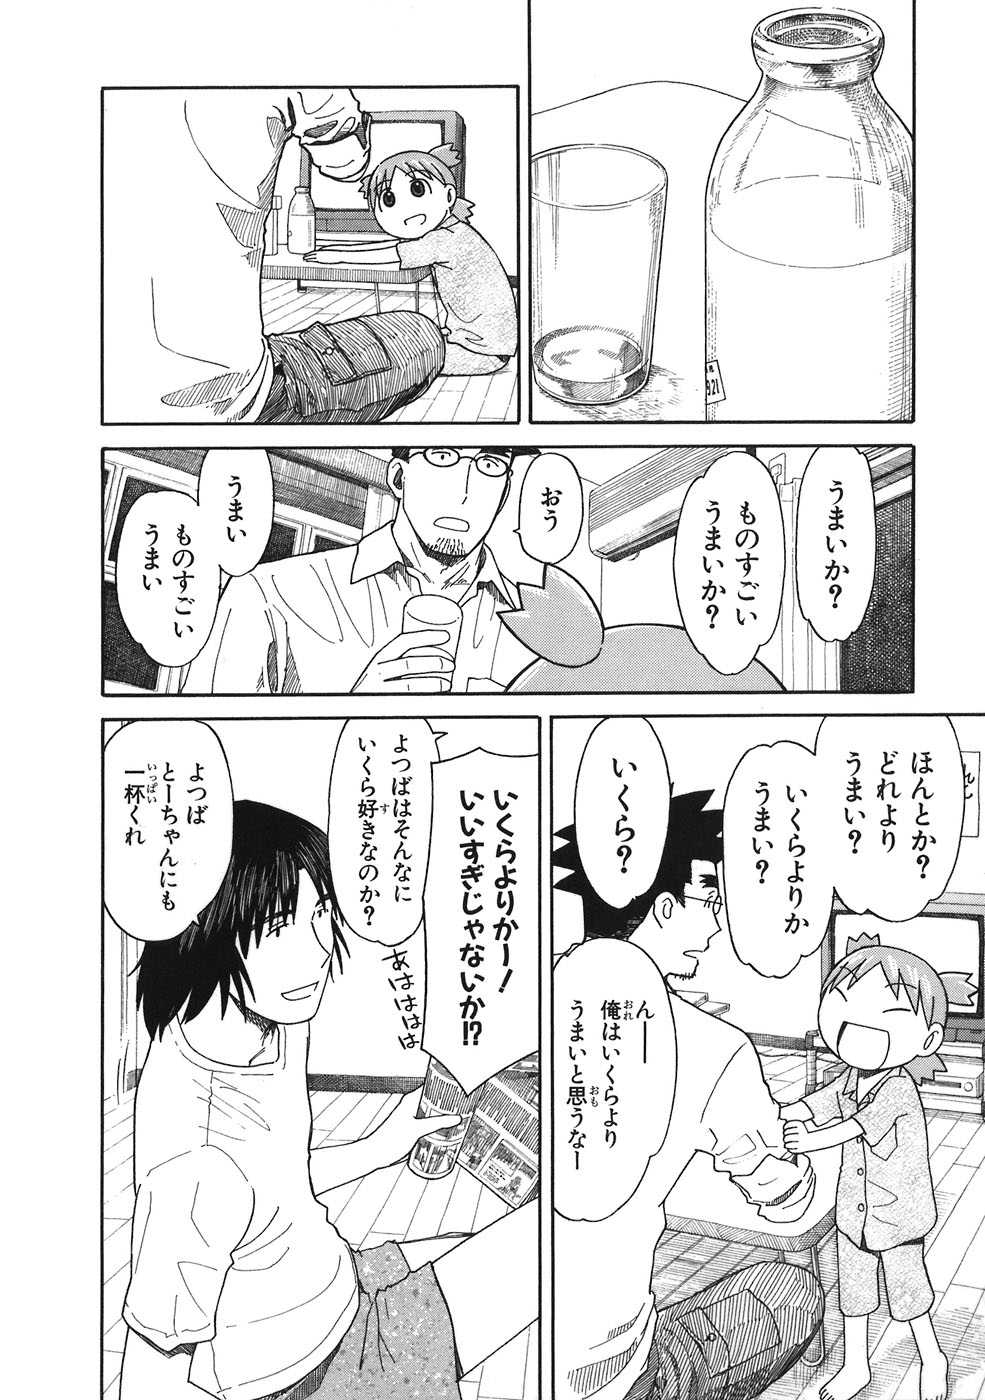 921
うまいか？
ものすごい
うまいか？
おう
うまい
ものすごい
うまい
ほんとか？
どれより
うまい？
いくらよりか
うまい？
いくら？
んー
俺はいくらより
うまいと思うなー
いくらよりかー！
いいすぎじゃないか!?
よつばはそんなに
いくら好きなのか？
あはははは
よつば
とーちゃんにも
一杯くれ